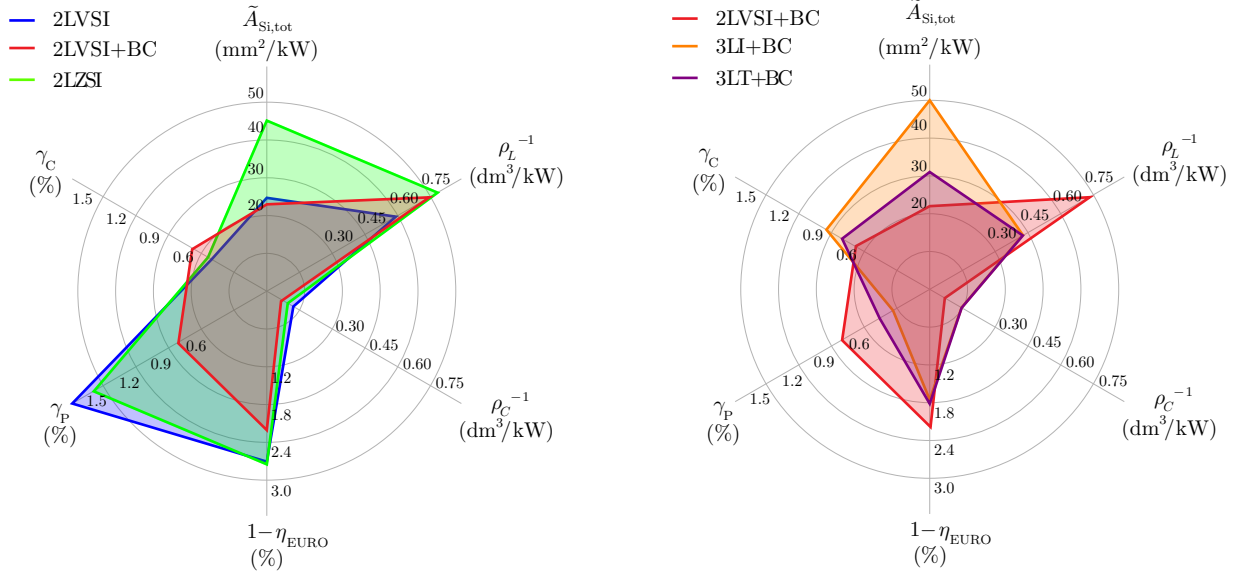 2LVSI
2LVSI+BC
2LZSI
Ã_Si,tot
(mm²/kW)
50
40
30
20
ρ_L⁻¹
(dm³/kW)
0.75
0.60
0.45
0.30
γ_C
(%)
1.5
1.2
0.9
0.6
0.30
0.45
0.60
0.75
ρ_C⁻¹
(dm³/kW)
0.6
0.9
1.2
1.5
γ_P
(%)
1.2
1.8
2.4
3.0
1−η_EURO
(%)
2LVSI+BC
3LI+BC
3LT+BC
Ã_Si,tot
(mm²/kW)
50
40
30
20
ρ_L⁻¹
(dm³/kW)
0.75
0.60
0.45
0.30
γ_C
(%)
1.5
1.2
0.9
0.6
0.30
0.45
0.60
0.75
ρ_C⁻¹
(dm³/kW)
0.6
0.9
1.2
1.5
γ_P
(%)
1.2
1.8
2.4
3.0
1−η_EURO
(%)